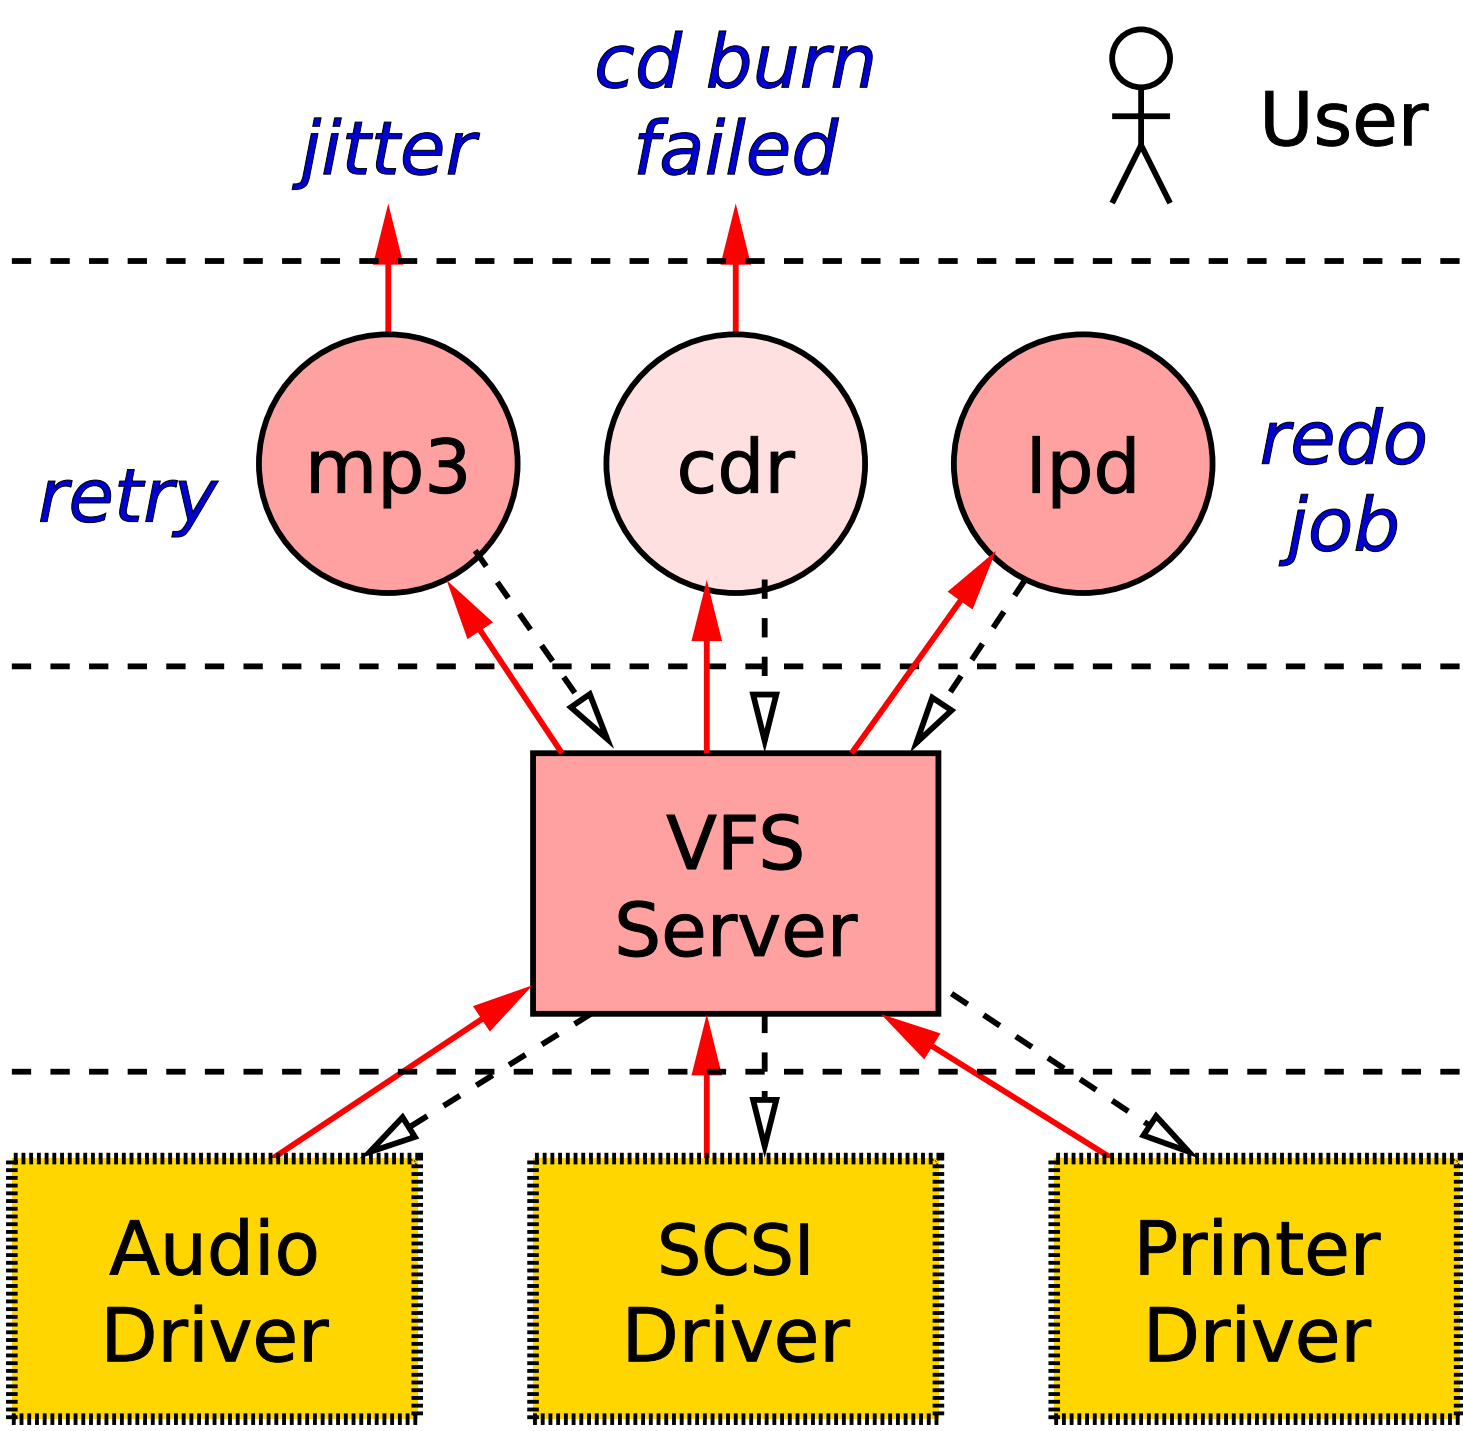 cd burn
failed
jitter
User
mp3
cdr
lpd
retry
redo
job
VFS
Server
Audio
Driver
SCSI
Driver
Printer
Driver